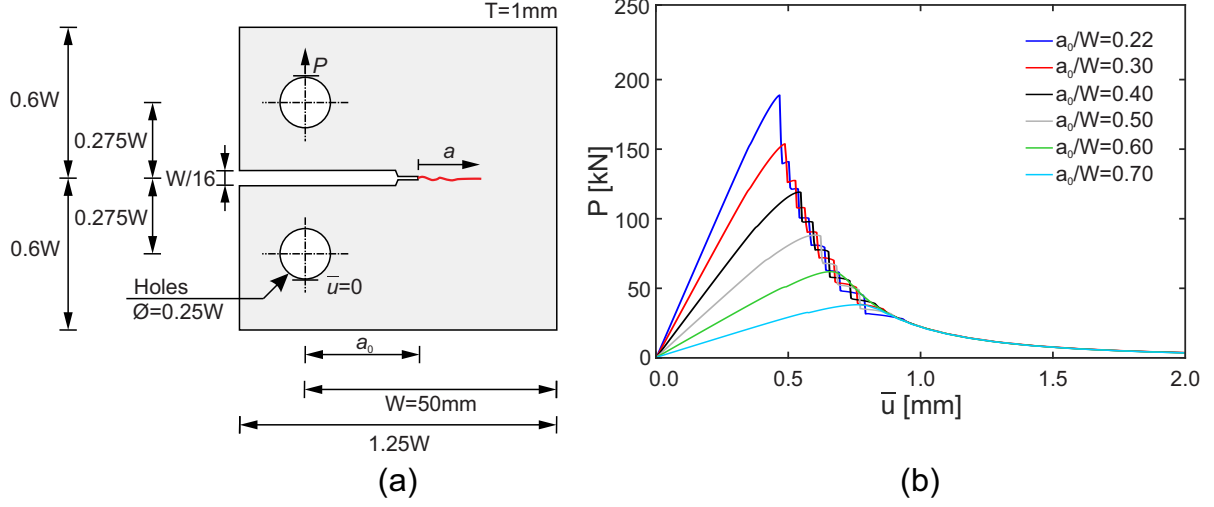 T=1mm
P
0.6W
0.275W
a
W/16
0.275W
0.6W
Holes
Ø=0.25W
u̅=0
a₀
W=50mm
1.25W
(a)
250
200
150
100
50
0
P [kN]
a₀/W=0.22
a₀/W=0.30
a₀/W=0.40
a₀/W=0.50
a₀/W=0.60
a₀/W=0.70
0.0 0.5 1.0 1.5 2.0
u̅ [mm]
(b)